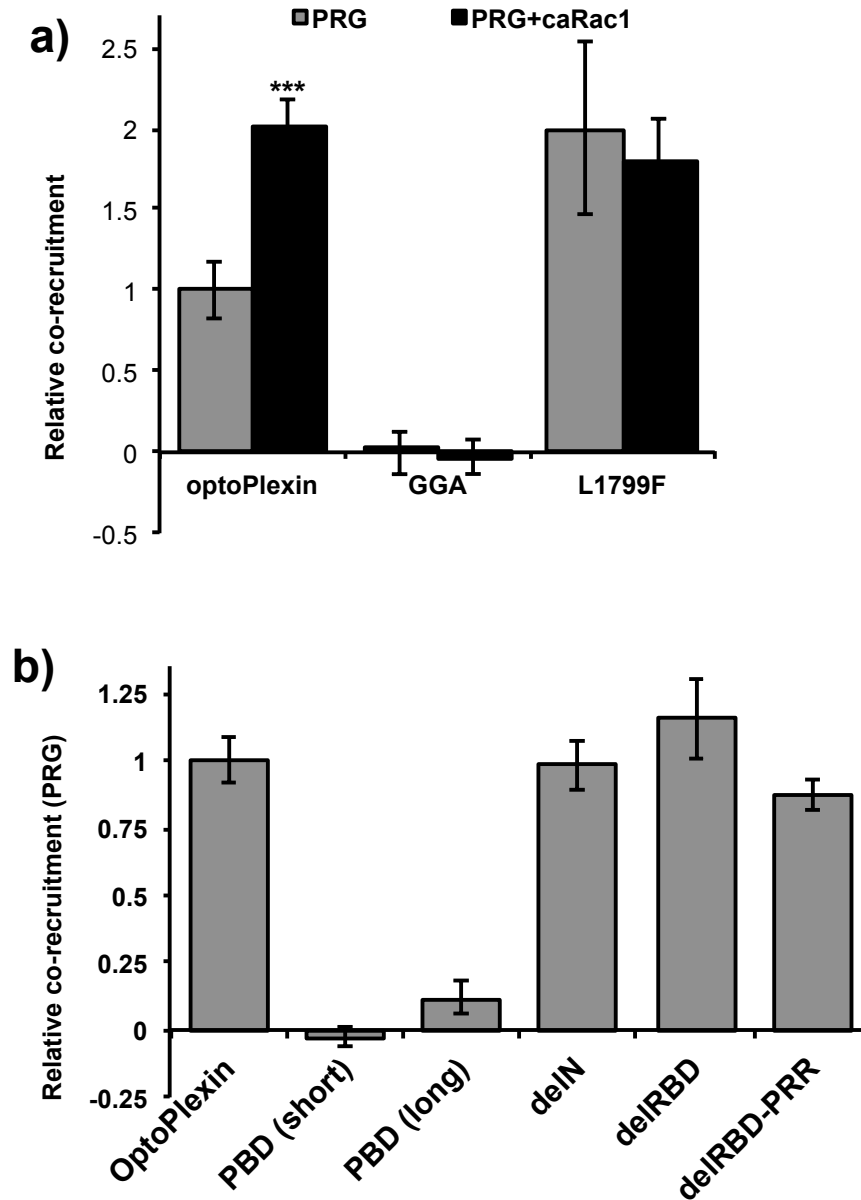 a)
PRG PRG+caRac1
***
2.5
2
1.5
1
0.5
0
-0.5
Relative co-recruitment
optoPlexin GGA L1799F
b)
1.25
1
0.75
0.5
0.25
0
-0.25
Relative co-recruitment (PRG)
OptoPlexin PBD (short) PBD (long) delN delRBD delRBD-PRR